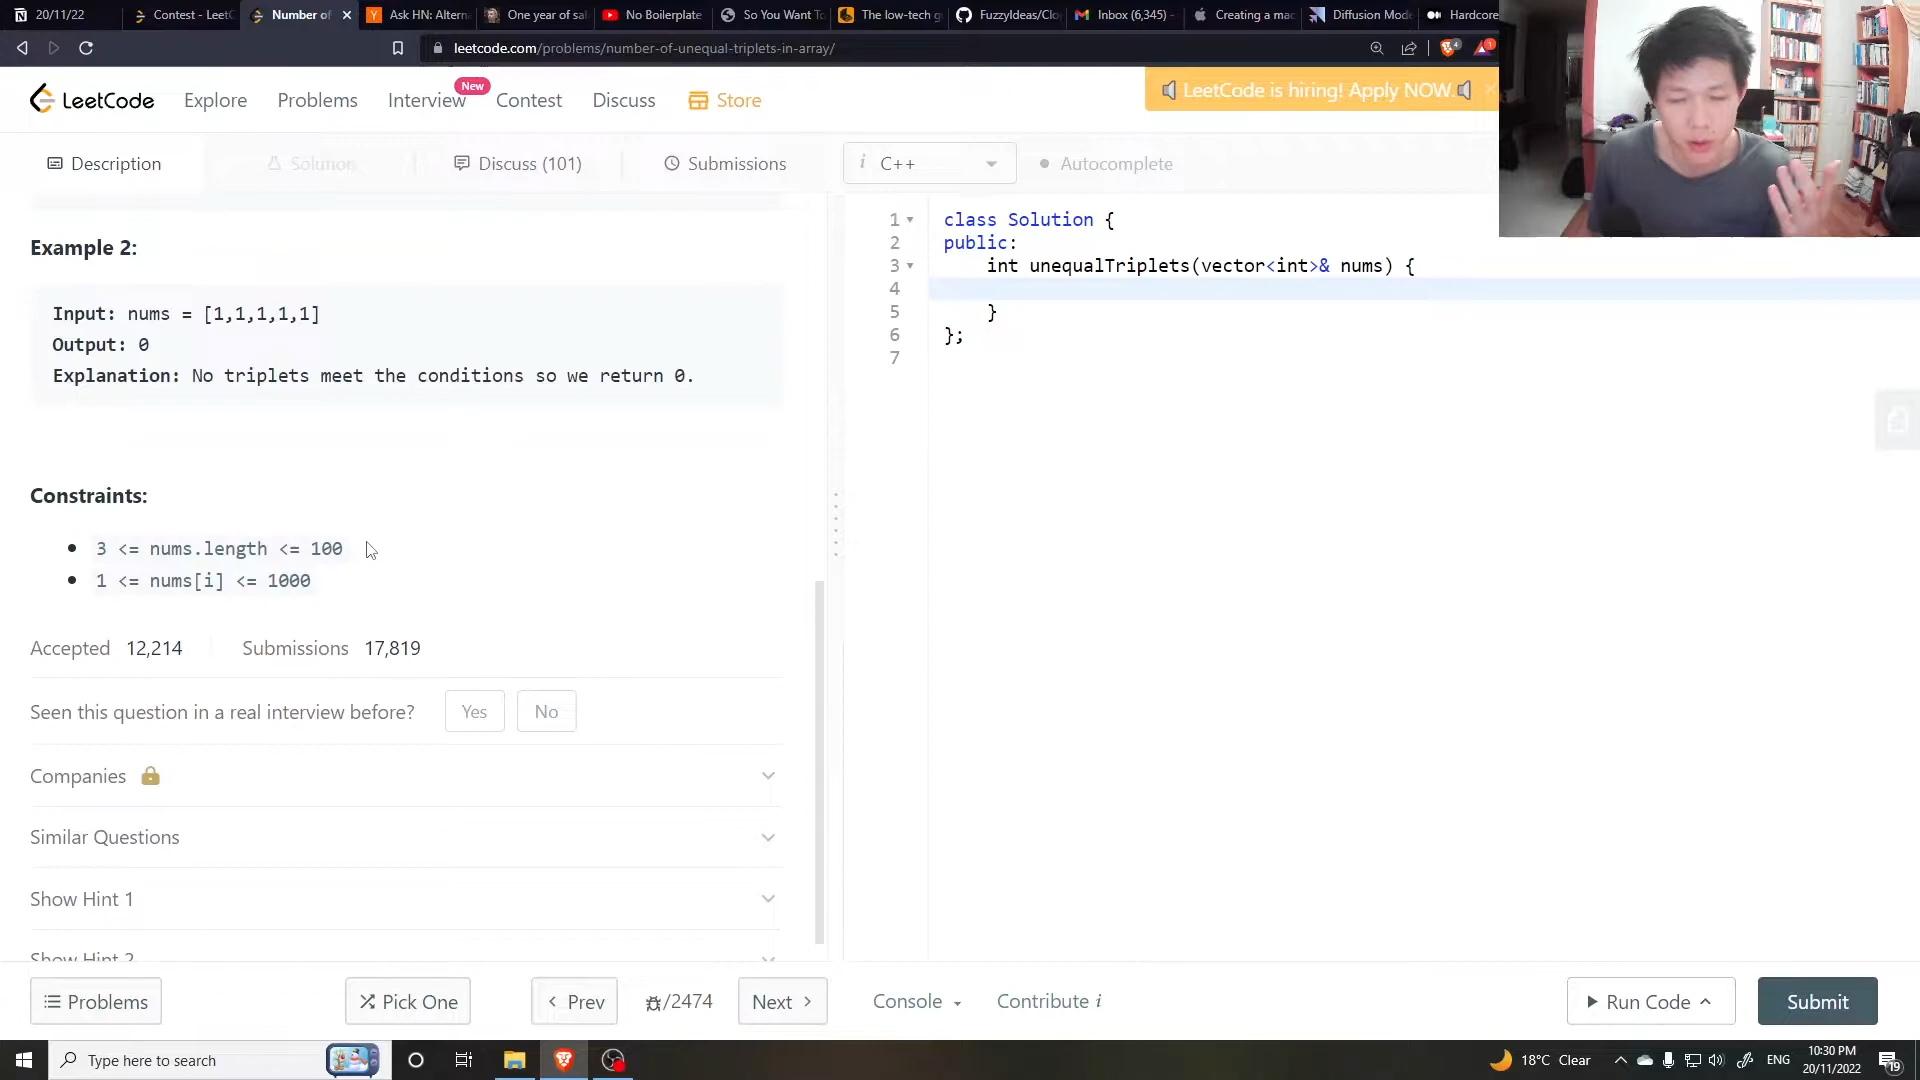 20/11/22
Contest - LeetC
Number of
Ask HN: Altern
One year of sal
No Boilerplate
So You Want To
The low-tech g
FuzzyIdeas/Clo
Inbox (6,345) -
Creating a mac
Diffusion Mode
Hardcore
leetcode.com/problems/number-of-unequal-triplets-in-array/
LeetCode
Explore
Problems
Interview
New
Contest
Discuss
Store
LeetCode is hiring! Apply NOW.
Description
Solution
Discuss (101)
Submissions
i C++
Autocomplete
Example 2:
Input: nums = [1,1,1,1,1]
Output: 0
Explanation: No triplets meet the conditions so we return 0.
Constraints:
3 <= nums.length <= 100
1 <= nums[i] <= 1000
Accepted 12,214
Submissions 17,819
Seen this question in a real interview before?
Yes
No
Companies
Similar Questions
Show Hint 1
Show Hint 2
1 class Solution {
2 public:
3 int unequalTriplets(vector<int>& nums) {
4
5 }
6 };
7
Problems
Pick One
Prev
/2474
Next
Console
Contribute i
Run Code
Submit
Type here to search
18°C Clear
ENG
10:30 PM
20/11/2022
19